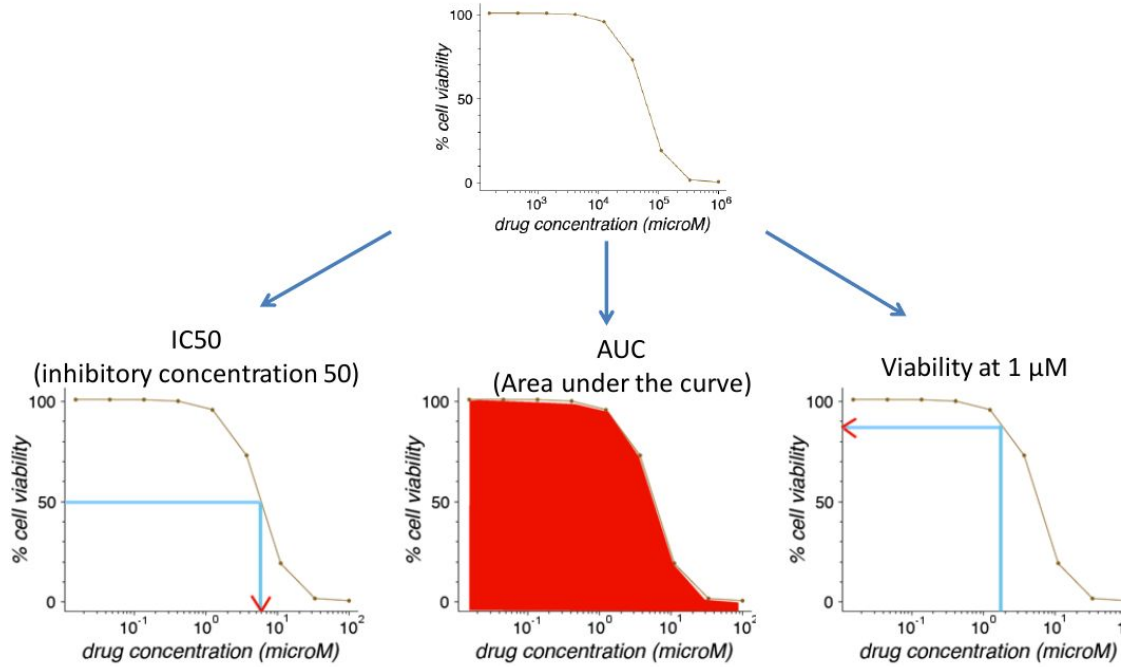 100
50
0
% cell viability
10³ 10⁴ 10⁵ 10⁶
drug concentration (microM)
IC50
(inhibitory concentration 50)
100
50
0
% cell viability
10⁻¹ 10⁰ 10¹ 10²
drug concentration (microM)
AUC
(Area under the curve)
100
50
0
% cell viability
10⁻¹ 10⁰ 10¹ 10²
drug concentration (microM)
Viability at 1 µM
100
50
0
% cell viability
10⁻¹ 10⁰ 10¹
drug concentration (microM)